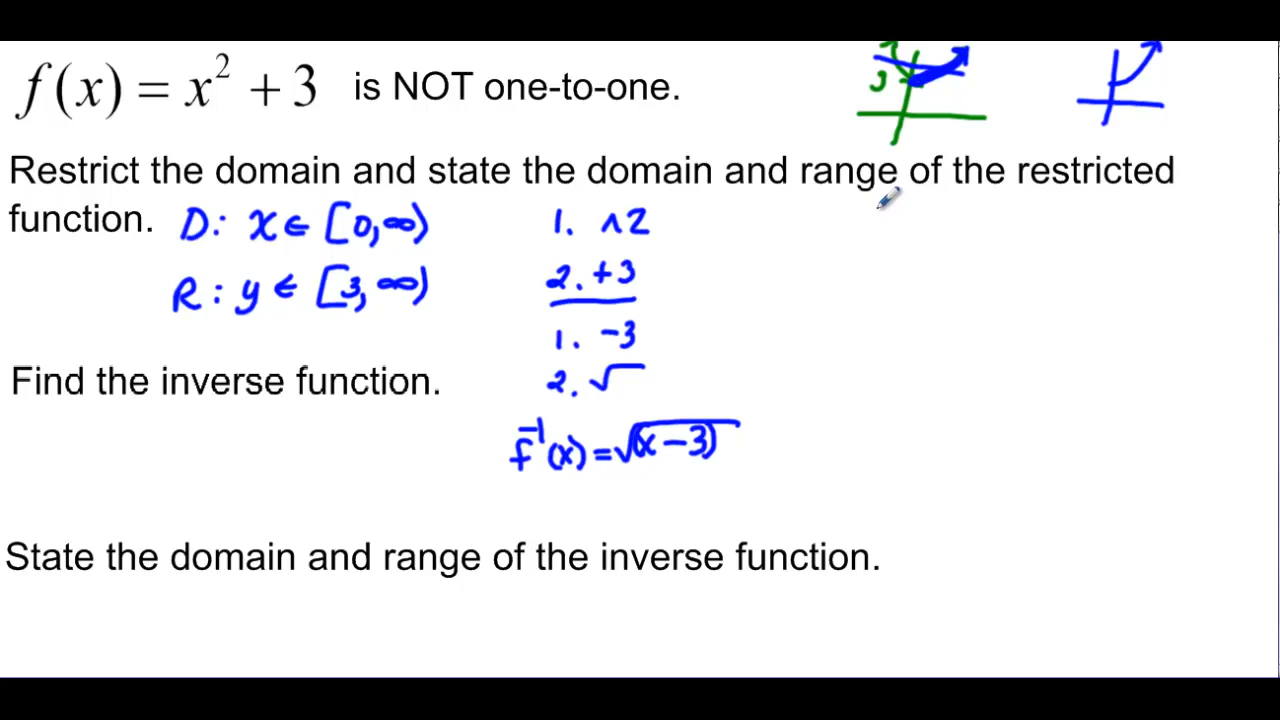 f(x) = x² + 3 is NOT one-to-one.
3
Restrict the domain and state the domain and range of the restricted
function.
D: x ∈ [0, ∞)
R: y ∈ [3, ∞)
1. ^2
2. +3
1. -3
2. √
Find the inverse function.
f⁻¹(x) = √(x - 3)
State the domain and range of the inverse function.